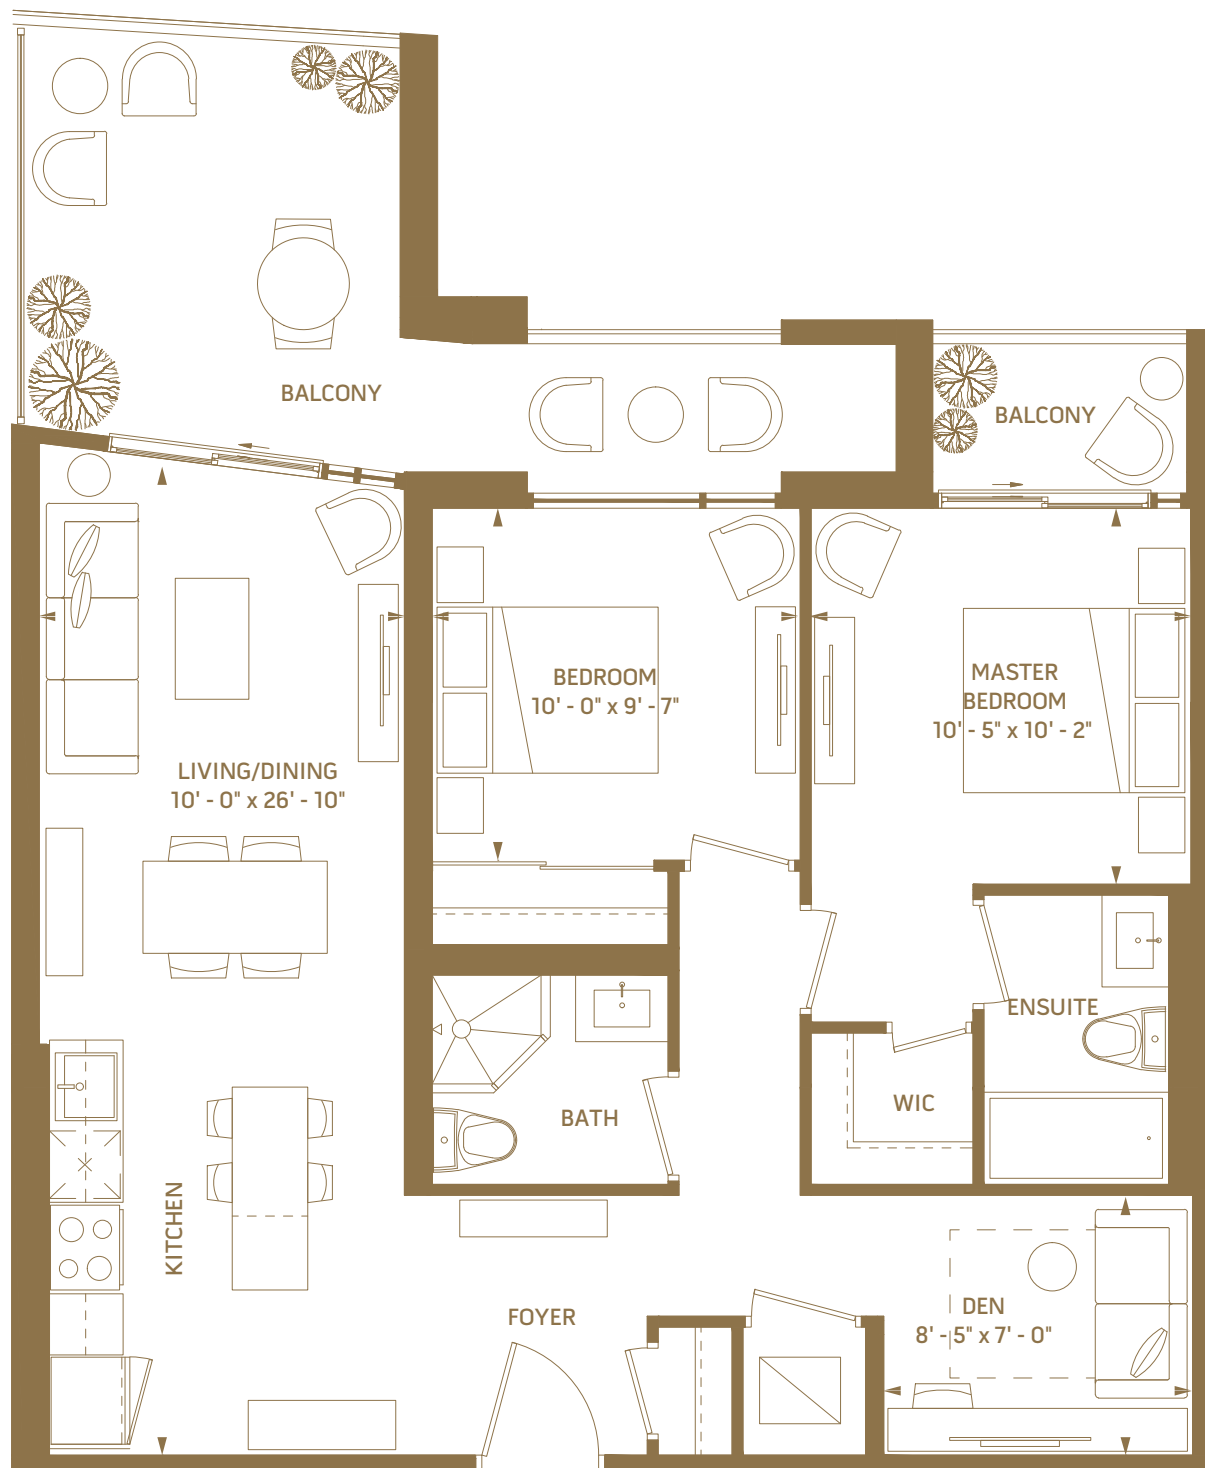 BALCONY
BALCONY
BEDROOM
10' - 0" x 9' - 7"
MASTER
BEDROOM
10' - 5" x 10' - 2"
LIVING/DINING
10' - 0" x 26' - 10"
ENSUITE
WIC
BATH
KITCHEN
FOYER
DEN
8' - 5" x 7' - 0"